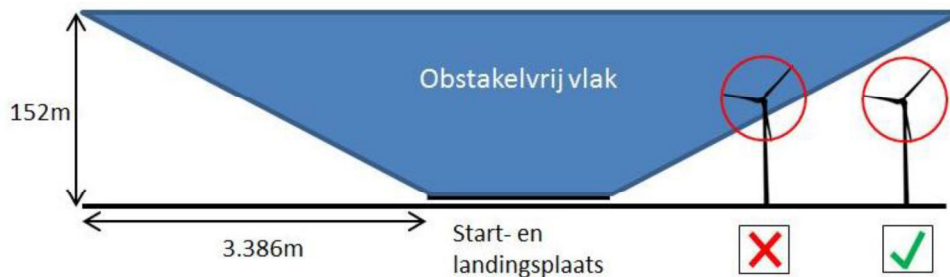 Obstakelvrij vlak
152m
3.386m
Start- en
landingsplaats